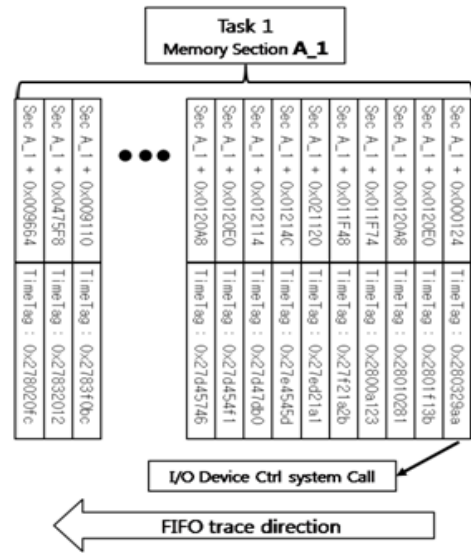 Task 1
Memory Section A_1
Sec A_1 + 0x009664 TimeTag : 0x278020fc
Sec A_1 + 0x0475F8 TimeTag : 0x27832012
Sec A_1 + 0x009110 TimeTag : 0x2783f0bc
•••
Sec A_1 + 0x0120A8 TimeTag : 0x27d45746
Sec A_1 + 0x0120E0 TimeTag : 0x27d454f1
Sec A_1 + 0x012114 TimeTag : 0x27d47db0
Sec A_1 + 0x01214C TimeTag : 0x27e4545d
Sec A_1 + 0x021120 TimeTag : 0x27ed21a1
Sec A_1 + 0x011F48 TimeTag : 0x27f21a2b
Sec A_1 + 0x011F74 TimeTag : 0x2800a123
Sec A_1 + 0x0120A8 TimeTag : 0x28010281
Sec A_1 + 0x0120E0 TimeTag : 0x2801f13b
Sec A_1 + 0x000124 TimeTag : 0x280329aa
I/O Device Ctrl system Call
FIFO trace direction